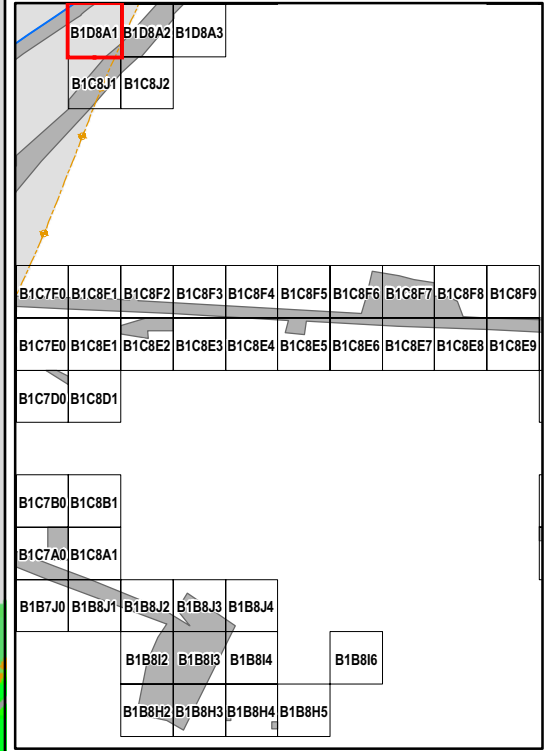 B1D8A1 B1D8A2 B1D8A3
B1C8J1 B1C8J2
B1C7F0 B1C8F1 B1C8F2 B1C8F3 B1C8F4 B1C8F5 B1C8F6 B1C8F7 B1C8F8 B1C8F9
B1C7E0 B1C8E1 B1C8E2 B1C8E3 B1C8E4 B1C8E5 B1C8E6 B1C8E7 B1C8E8 B1C8E9
B1C7D0 B1C8D1
B1C7B0 B1C8B1
B1C7A0 B1C8A1
B1B7J0 B1B8J1 B1B8J2 B1B8J3 B1B8J4
B1B8I2 B1B8I3 B1B8I4 B1B8I6
B1B8H2 B1B8H3 B1B8H4 B1B8H5